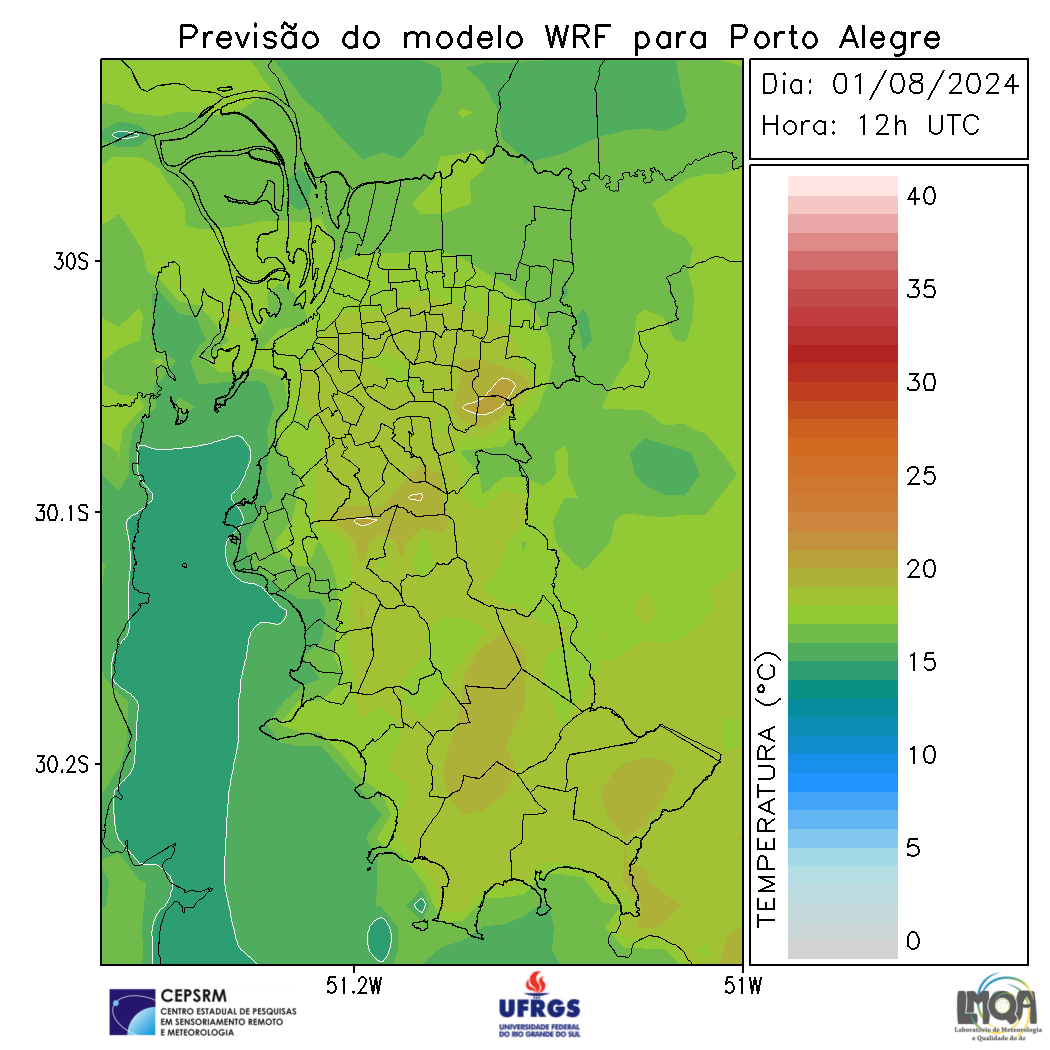 Previsão do modelo WRF para Porto Alegre
Dia: 01/08/2024
Hora: 12h UTC
30S
30.1S
30.2S
51.2W
51W
TEMPERATURA (°C)
40
35
30
25
20
15
10
5
0
CEPSRM
CENTRO ESTADUAL DE PESQUISAS
EM SENSORIAMENTO REMOTO
E METEOROLOGIA
UFRGS
UNIVERSIDADE FEDERAL
DO RIO GRANDE DO SUL
LMQA
Laboratório de Meteorologia
e Qualidade do Ar